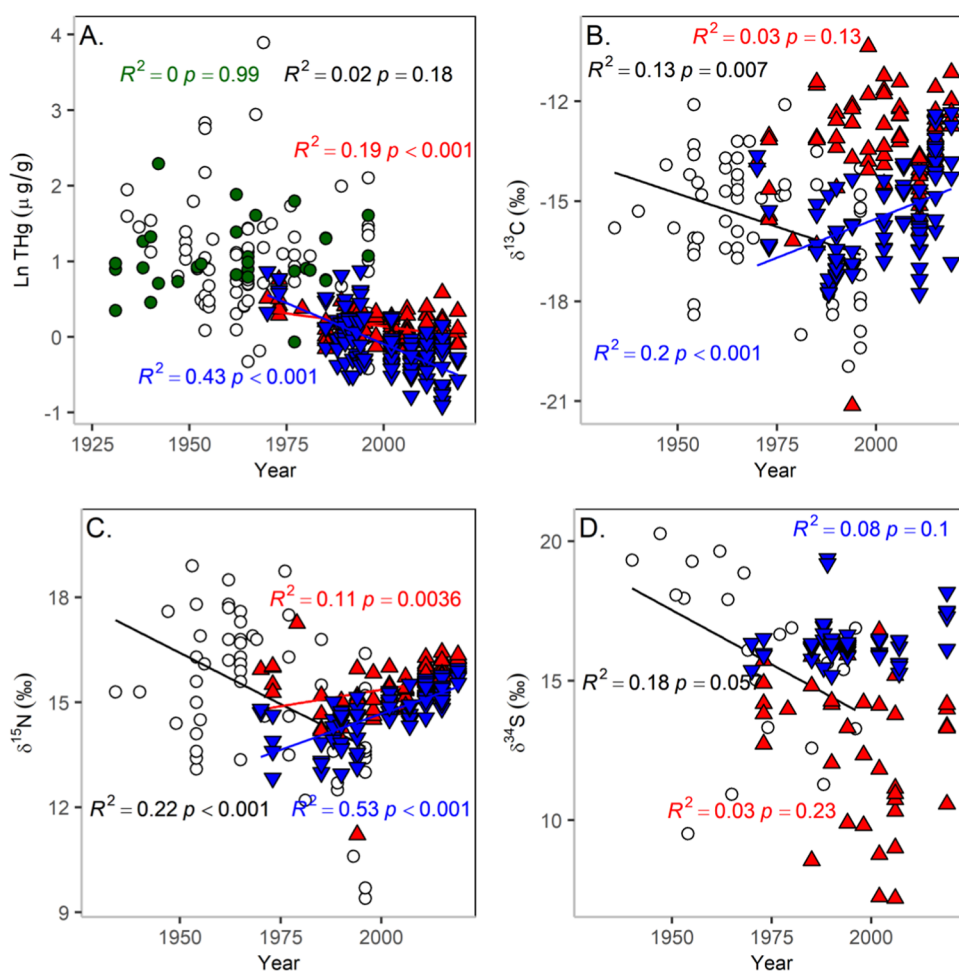 A.
R² = 0 p = 0.99
R² = 0.02 p = 0.18
R² = 0.19 p < 0.001
R² = 0.43 p < 0.001
Ln THg (μ g/g)
4
3
2
1
0
-1
1925
1950
1975
2000
Year
B.
R² = 0.03 p = 0.13
R² = 0.13 p = 0.007
R² = 0.2 p < 0.001
δ¹³C (‰)
-12
-15
-18
-21
1950
1975
2000
Year
C.
R² = 0.11 p = 0.0036
R² = 0.22 p < 0.001
R² = 0.53 p < 0.001
δ¹⁵N (‰)
18
15
12
9
1950
1975
2000
Year
D.
R² = 0.08 p = 0.1
R² = 0.18 p = 0.05
R² = 0.03 p = 0.23
δ³⁴S (‰)
20
15
10
1950
1975
2000
Year